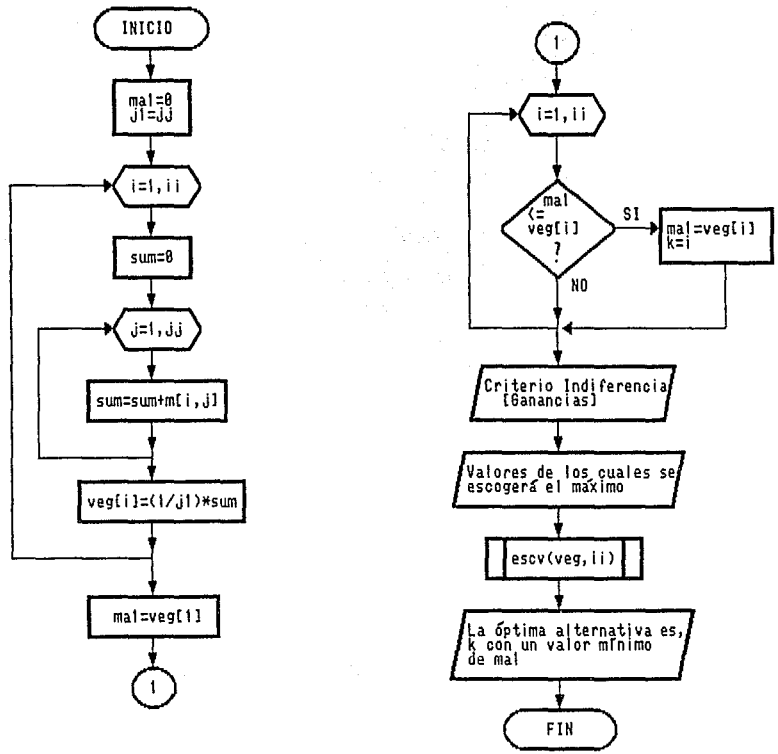 INICIO
ma1=0
j1=jj
i=1,ii
sum=0
j=1,jj
sum=sum+m[i,j]
veg[i]=(1/j1)*sum
ma1=veg[1]
1
1
i=1,ii
ma1
<=
veg[i]
?
SI
ma1=veg[i]
k=i
NO
Criterio Indiferencia
[Ganancias]
Valores de los cuales se
escogerá el máximo
escv(veg,ii)
La óptima alternativa es,
k con un valor mínimo
de ma1
FIN